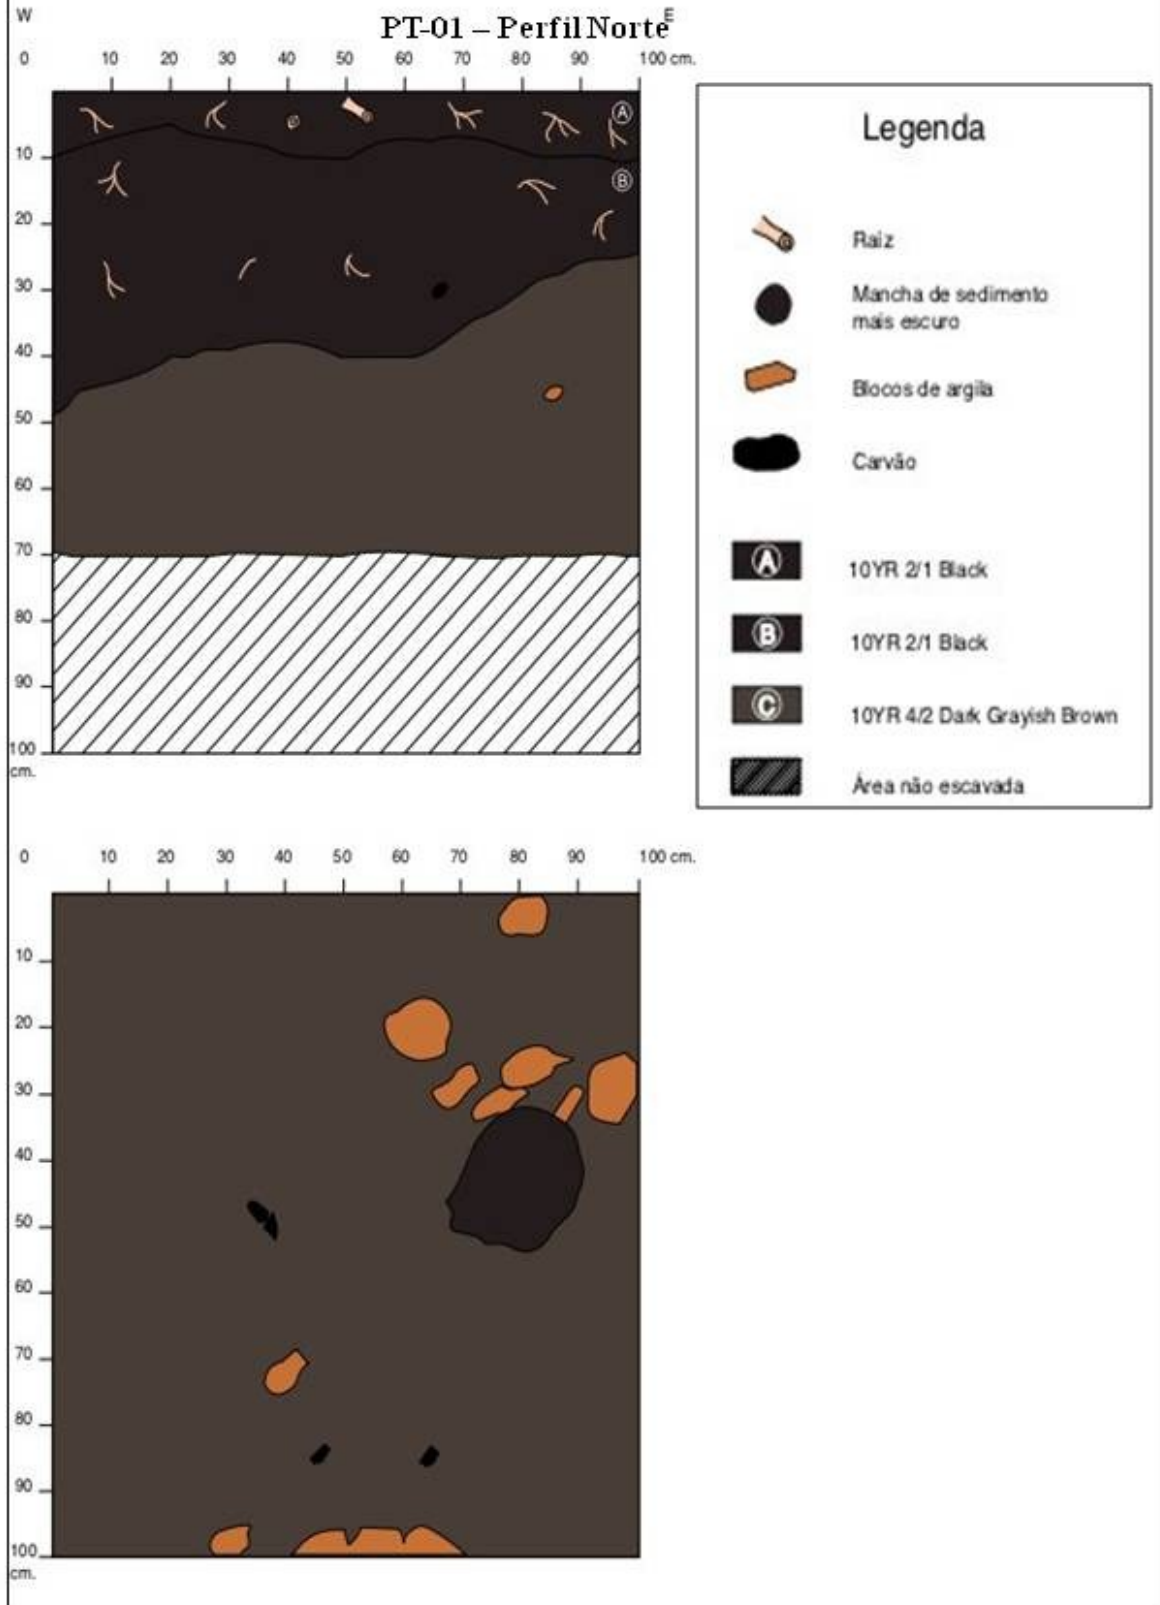 W
PT-01 – Perfil Norte
E
0 10 20 30 40 50 60 70 80 90 100 cm.
A
10
B
20
30
40
50
60
70
80
90
100
cm.
Legenda
Raiz
Mancha de sedimento
mais escuro
Blocos de argila
Carvão
A 10YR 2/1 Black
B 10YR 2/1 Black
C 10YR 4/2 Dark Grayish Brown
Área não escavada
0 10 20 30 40 50 60 70 80 90 100 cm.
10
20
30
40
50
60
70
80
90
100
cm.